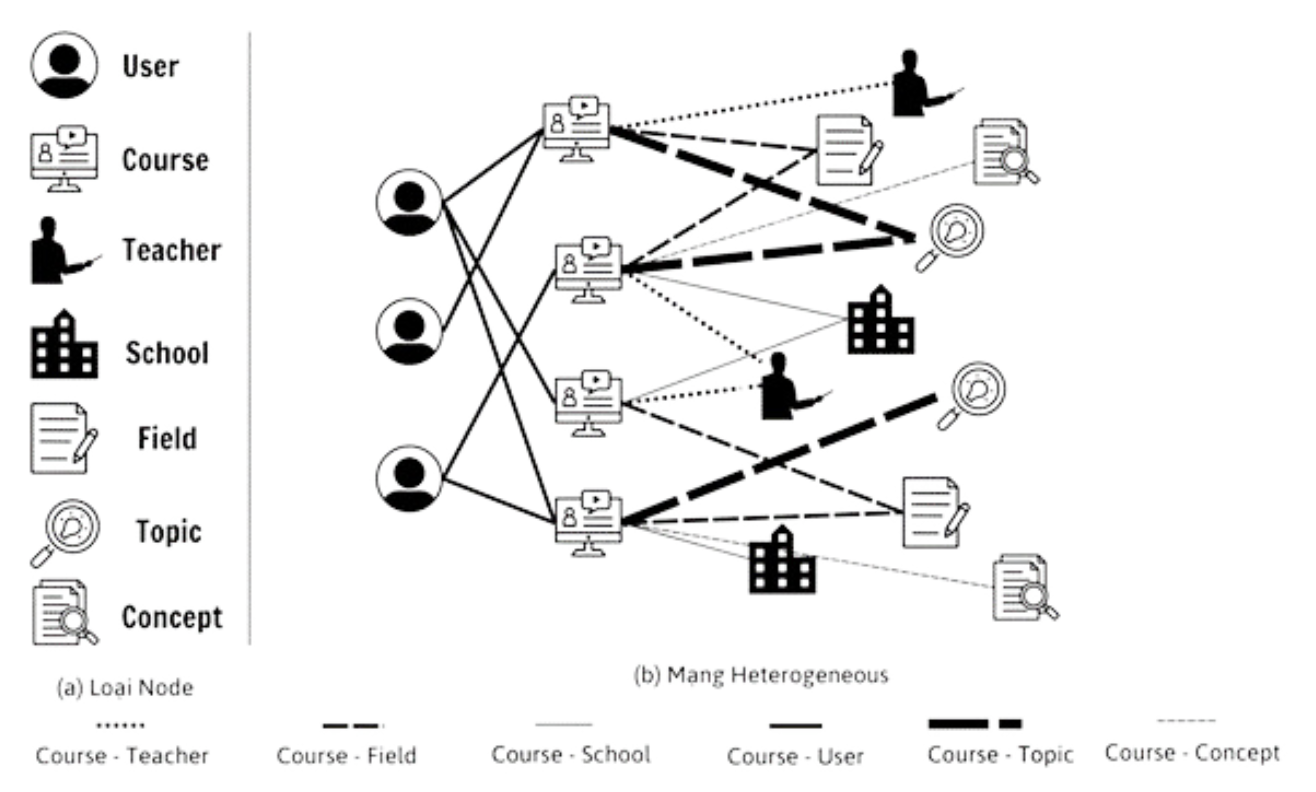 User
Course
Teacher
School
Field
Topic
Concept
(a) Loại Node
(b) Mạng Heterogeneous
Course - Teacher
Course - Field
Course - School
Course - User
Course - Topic
Course - Concept